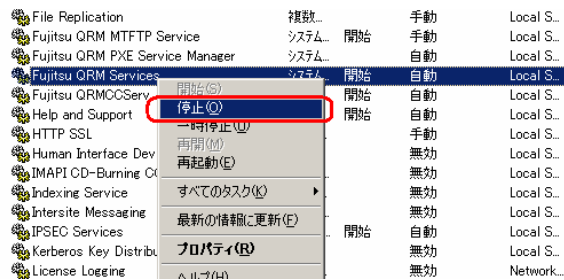 File Replication 複数... 手動 Local S...
Fujitsu QRM MTFTP Service システム... 開始 手動 Local S...
Fujitsu QRM PXE Service Manager システム... 自動 Local S...
Fujitsu QRM Services システム... 開始 自動 Local S...
Fujitsu QRMCCServ 開始(S) 開始 自動 Local S...
Help and Support 停止(O) 開始 自動 Local S...
HTTP SSL 一時停止(U) 手動 Local S...
Human Interface Dev 再開(M) 無効 Local S...
再起動(E)
IMAPI CD-Burning 無効 Local S...
Indexing Service すべてのタスク(K) 無効 Local S...
Intersite Messaging 最新の情報に更新(F) 無効 Local S...
IPSEC Services 開始 自動 Local S...
Kerberos Key Distribu プロパティ(R) 無効 Local S...
License Logging ヘルプ(H) 無効 Network...